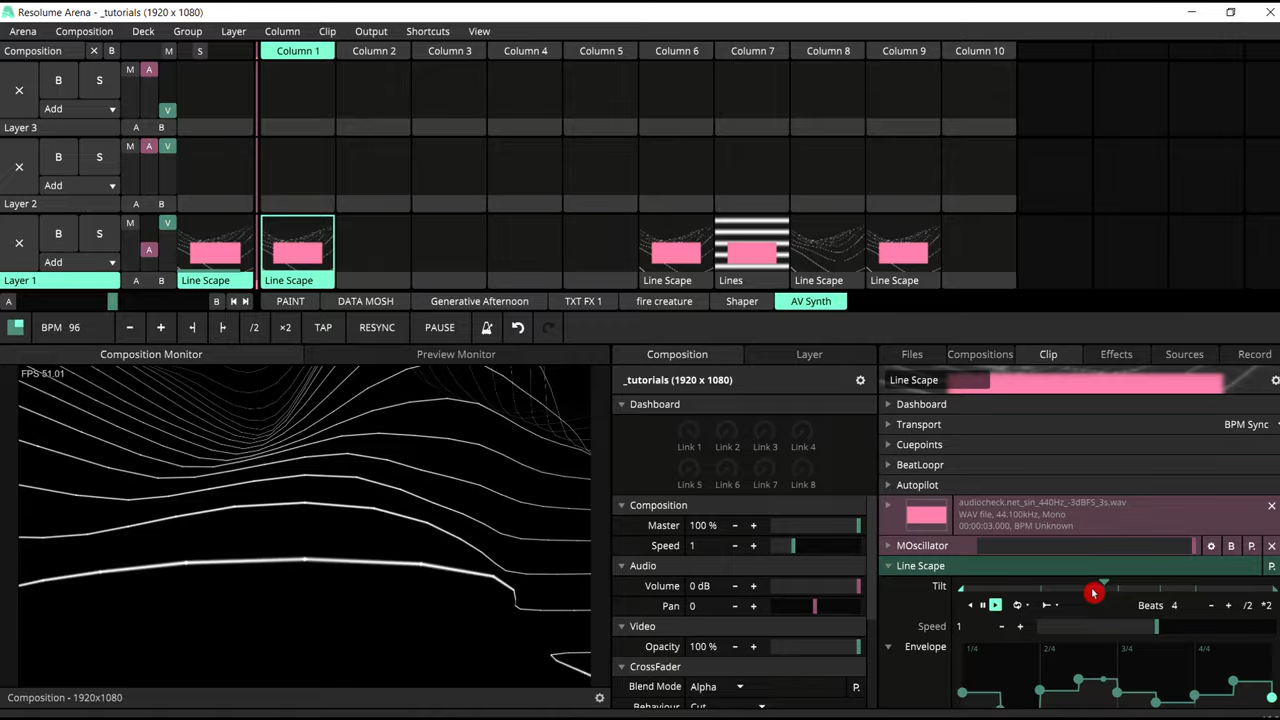 Resolume Arena - _tutorials (1920 x 1080)
Arena Composition Deck Group Layer Column Clip Output Shortcuts View
Composition X B M S Column 1 Column 2 Column 3 Column 4 Column 5 Column 6 Column 7 Column 8 Column 9 Column 10
M A
B S
Add V
Layer 3 A B
M A V
B S
Add
Layer 2 A B
M V
B S
A
Add
Layer 1 A B Line Scape Line Scape Line Scape Lines Line Scape Line Scape
A B PAINT DATA MOSH Generative Afternoon TXT FX 1 fire creature Shaper AV Synth
BPM 96 - + /2 ×2 TAP RESYNC PAUSE
Composition Monitor Preview Monitor Composition Layer Files Compositions Clip Effects Sources Record
FPS 51.01
_tutorials (1920 x 1080)
Dashboard
Link 1 Link 2 Link 3 Link 4
Link 5 Link 6 Link 7 Link 8
Composition
Master 100 % - +
Speed 1 - +
Audio
Volume 0 dB - +
Pan 0 - +
Video
Opacity 100 % - +
CrossFader
Blend Mode Alpha P.
Behaviour Cut
Line Scape
Dashboard
Transport BPM Sync
Cuepoints
BeatLoopr
Autopilot
audiocheck.net_sin_440Hz_-3dBFS_3s.wav
WAV file, 44.100kHz, Mono
00:00:03.000, BPM Unknown
MOscillator B P. X
Line Scape P.
Tilt
Beats 4 - + /2 *2
Speed 1 - +
Envelope 1/4 2/4 3/4 4/4
Composition - 1920x1080